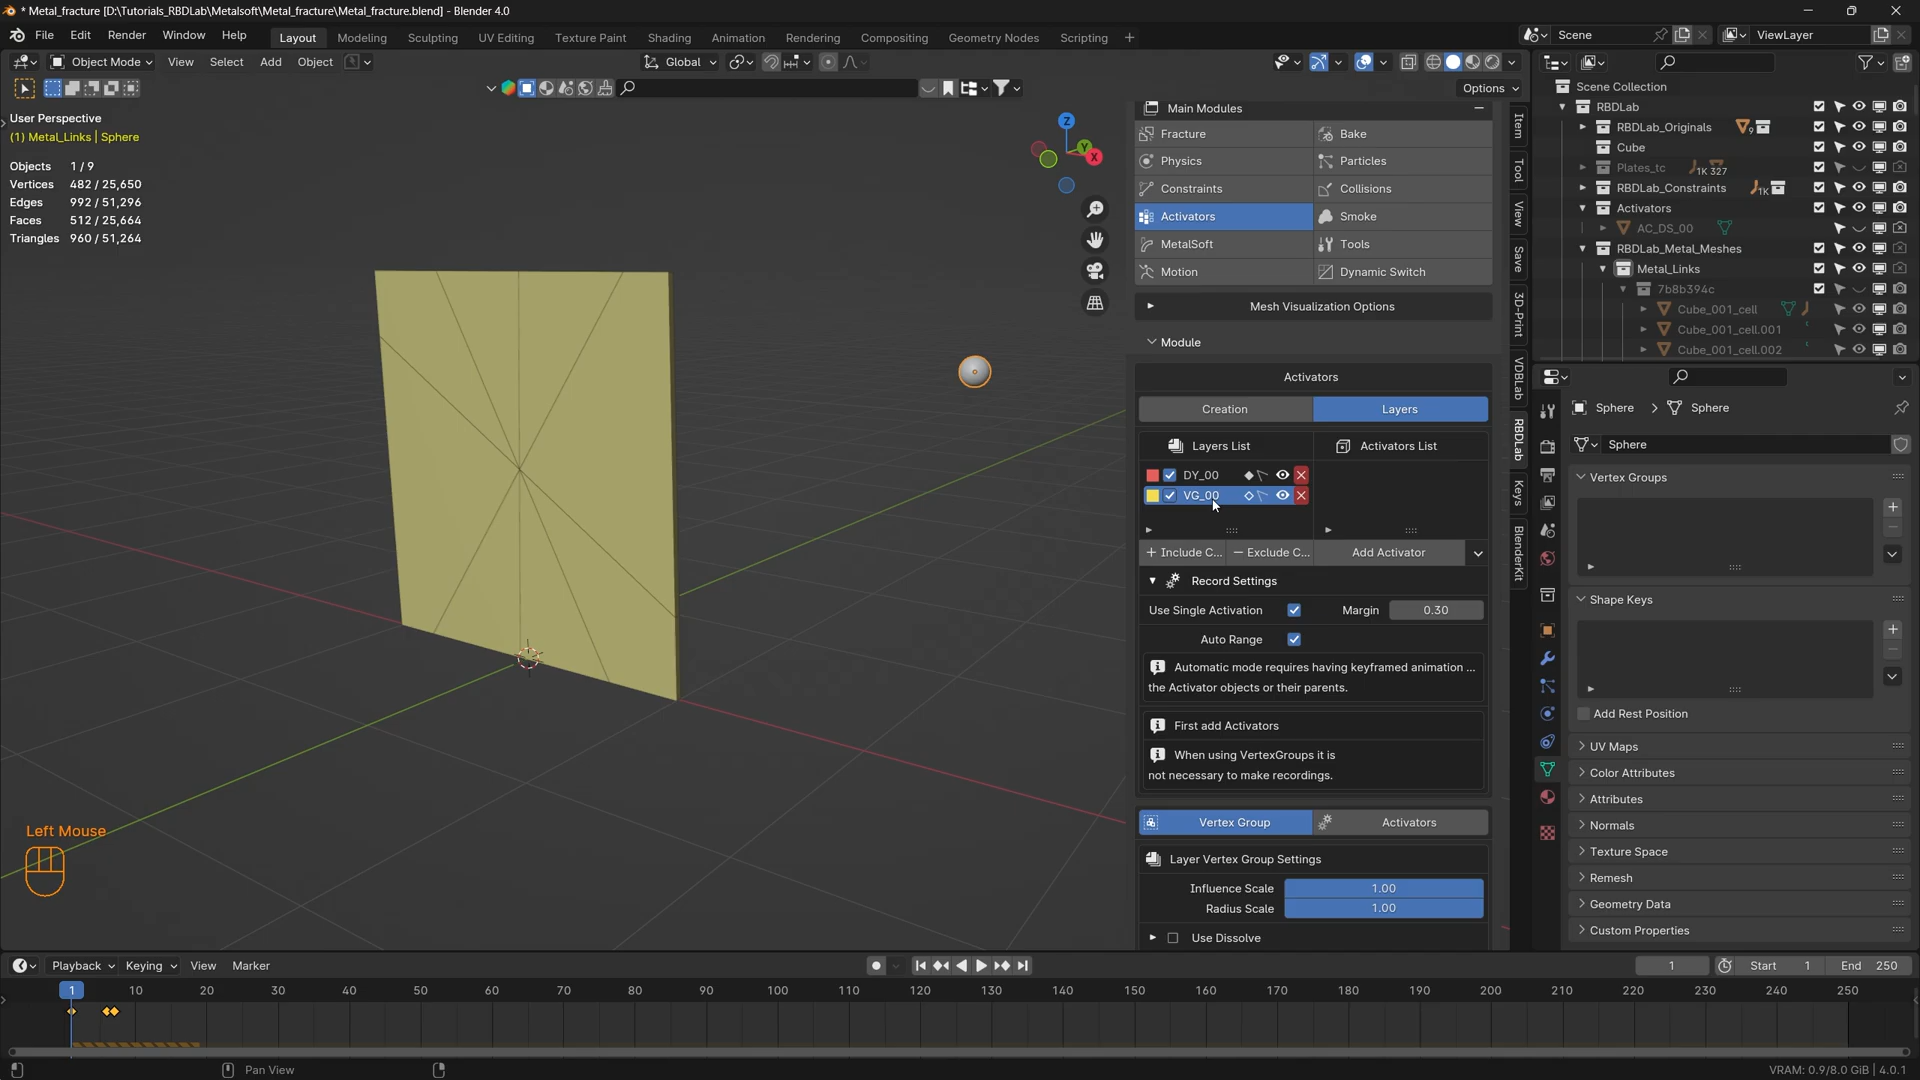 * Metal_fracture [D:\Tutorials_RBDLab\Metalsoft\Metal_fracture\Metal_fracture.blend] - Blender 4.0
File Edit Render Window Help
Layout Modeling Sculpting UV Editing Texture Paint Shading Animation Rendering Compositing Geometry Nodes Scripting +
Scene
ViewLayer
Object Mode View Select Add Object
Global
Options
User Perspective
(1) Metal_Links | Sphere
Objects 1 / 9
Vertices 482 / 25,650
Edges 992 / 51,296
Faces 512 / 25,664
Triangles 960 / 51,264
Z
Y
X
Main Modules
Fracture
Bake
Physics
Particles
Constraints
Collisions
Activators
Smoke
MetalSoft
Tools
Motion
Dynamic Switch
Mesh Visualization Options
Module
Activators
Creation
Layers
Layers List
Activators List
DY_00
VG_00
+ Include C...
− Exclude C...
Add Activator
Record Settings
Use Single Activation
Margin 0.30
Auto Range
Automatic mode requires having keyframed animation ...
the Activator objects or their parents.
First add Activators
When using VertexGroups it is
not necessary to make recordings.
Vertex Group
Activators
Layer Vertex Group Settings
Influence Scale 1.00
Radius Scale 1.00
Use Dissolve
Item
Tool
View
Save
3D-Print
VDBLab
RBDLab
Keys
BlenderKit
Scene Collection
RBDLab
RBDLab_Originals 9
Cube
Plates_tc 1K 327
RBDLab_Constraints 1K
Activators
AC_DS_00
RBDLab_Metal_Meshes
Metal_Links
7b8b394c
Cube_001_cell
Cube_001_cell.001
Cube_001_cell.002
Sphere > Sphere
Sphere
Vertex Groups
Shape Keys
Add Rest Position
UV Maps
Color Attributes
Attributes
Normals
Texture Space
Remesh
Geometry Data
Custom Properties
Left Mouse
Playback Keying View Marker
1
Start 1
End 250
1 10 20 30 40 50 60 70 80 90 100 110 120 130 140 150 160 170 180 190 200 210 220 230 240 250
Pan View
VRAM: 0.9/8.0 GiB | 4.0.1